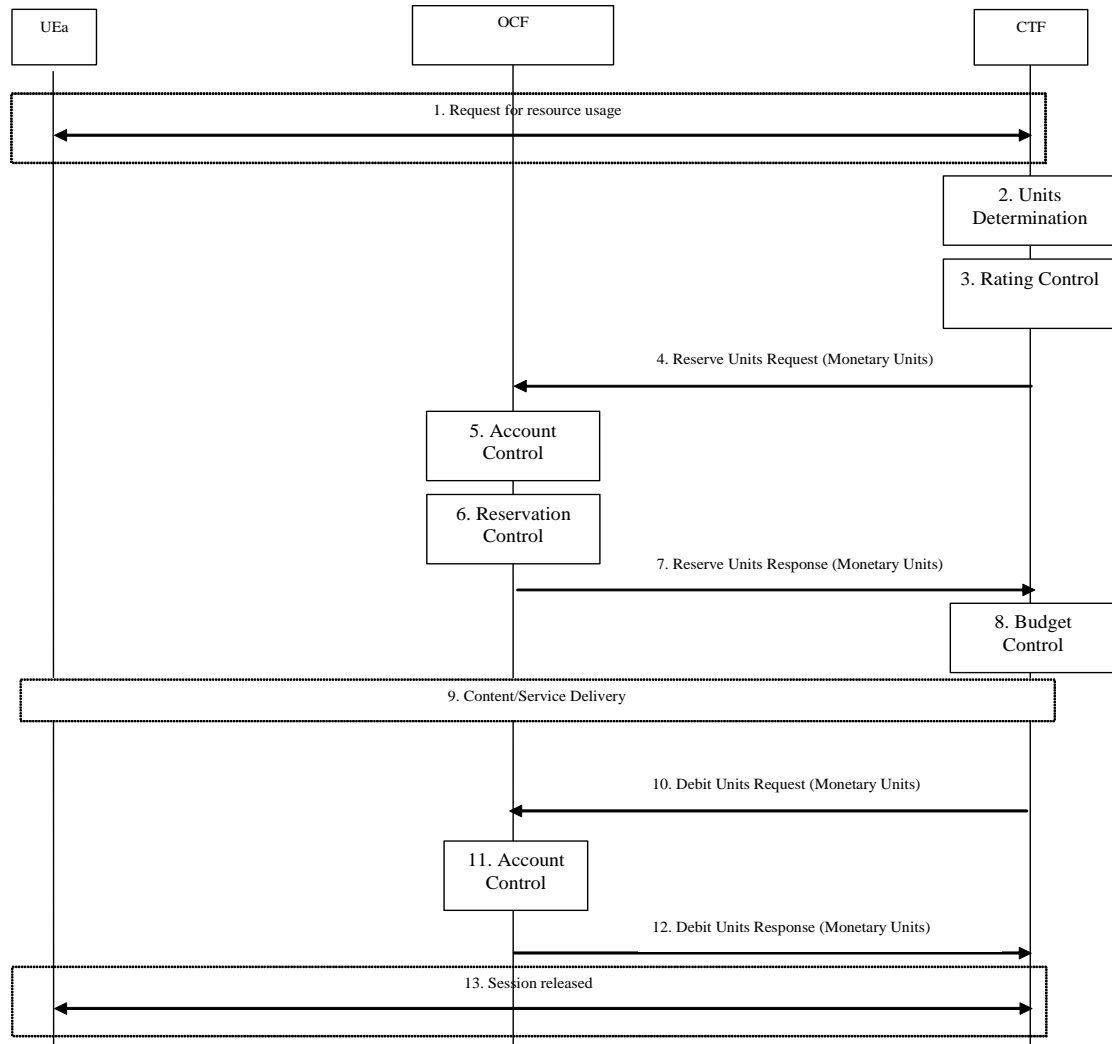 UEa
OCF
CTF
1. Request for resource usage
2. Units
Determination
3. Rating Control
4. Reserve Units Request (Monetary Units)
5. Account
Control
6. Reservation
Control
7. Reserve Units Response (Monetary Units)
8. Budget
Control
9. Content/Service Delivery
10. Debit Units Request (Monetary Units)
11. Account
Control
12. Debit Units Response (Monetary Units)
13. Session released